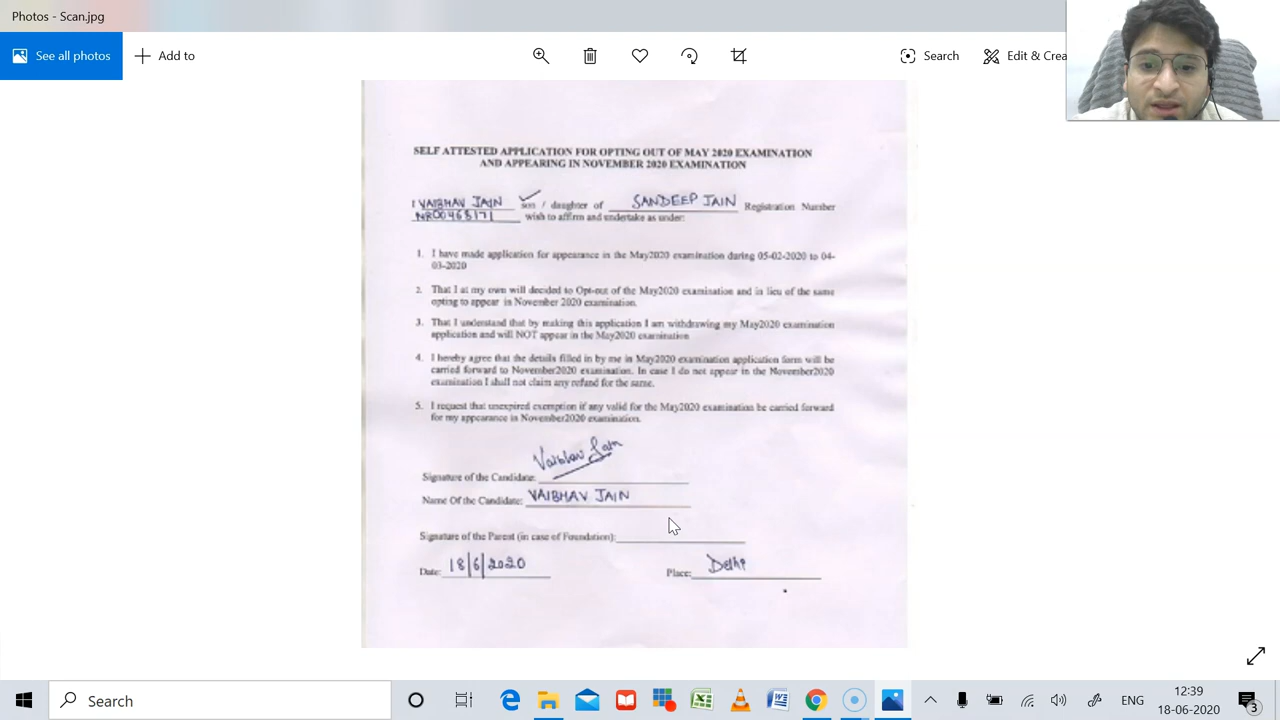 Photos - Scan.jpg
See all photos
Add to
Search
Edit & Crea
SELF ATTESTED APPLICATION FOR OPTING OUT OF MAY 2020 EXAMINATION
AND APPEARING IN NOVEMBER 2020 EXAMINATION
I VAIBHAV JAIN son / daughter of SANDEEP JAIN Registration Number
NRO0468171 wish to affirm and undertake as under:
1. I have made application for appearance in the May2020 examination during 05-02-2020 to 04-
03-2020
2. That I at my own will decided to Opt-out of the May2020 examination and in lieu of the same
opting to appear in November 2020 examination.
3. That I understand that by making this application I am withdrawing my May2020 examination
application and will NOT appear in the May2020 examination
4. I hereby agree that the details filled in by me in May2020 examination application form will be
carried forward to November2020 examination. In case I do not appear in the November2020
examination I shall not claim any refund for the same.
5. I request that unexpired exemption if any valid for the May2020 examination be carried forward
for my appearance in November2020 examination.
Vaibhav Jain
Signature of the Candidate:
Name Of the Candidate: VAIBHAV JAIN
Signature of the Parent (in case of Foundation):
Date: 18/6/2020 Place: Delhi
Search
ENG
12:39
18-06-2020
3